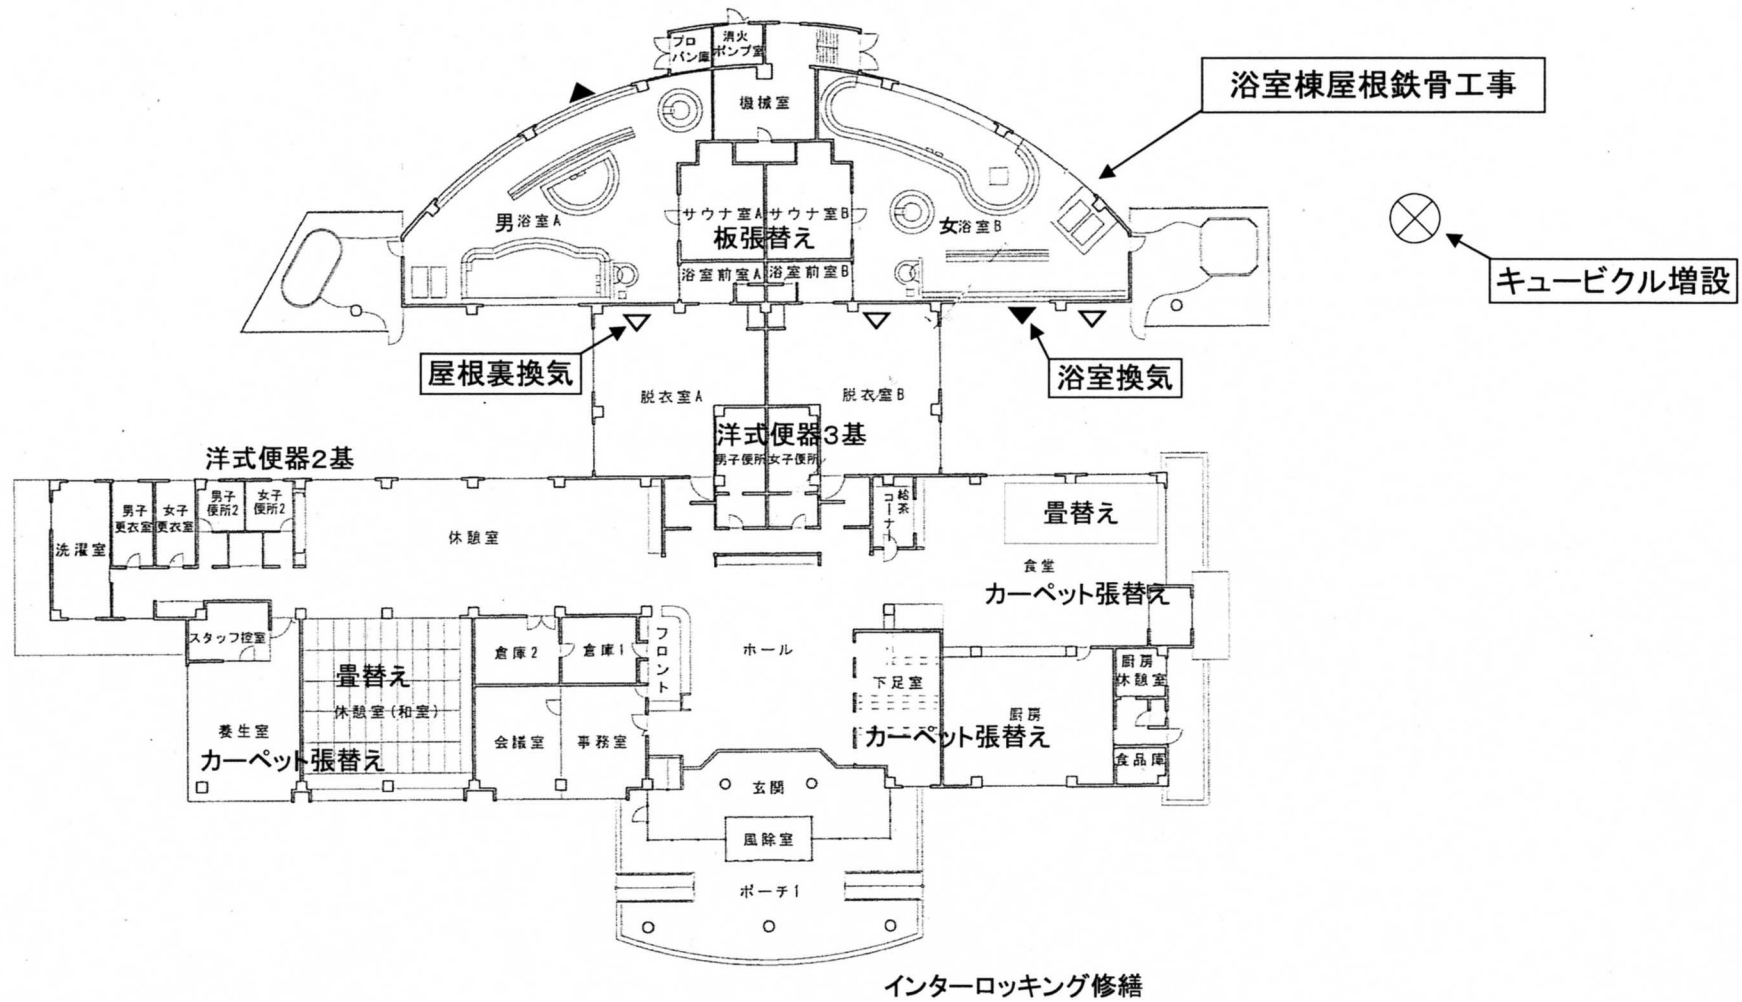 プロ
パン庫
消火
ポンプ室
機械室
浴室棟屋根鉄骨工事
男浴室A
サウナ室A
サウナ室B
板張替え
女浴室B
浴室前室A
浴室前室B
キュービクル増設
屋根裏換気
浴室換気
脱衣室A
脱衣室B
洋式便器3基
男子便所
女子便所
洋式便器2基
男子
更衣室
女子
更衣室
男子
便所2
女子
便所2
洗濯室
休憩室
給茶
コーナー
畳替え
食堂
カーペット張替え
スタッフ控室
倉庫2
倉庫1
フロント
ホール
下足室
厨房
休憩室
畳替え
休憩室(和室)
養生室
カーペット張替え
会議室
事務室
厨房
カーペット張替え
食品庫
玄関
風除室
ポーチ1
インターロッキング修繕